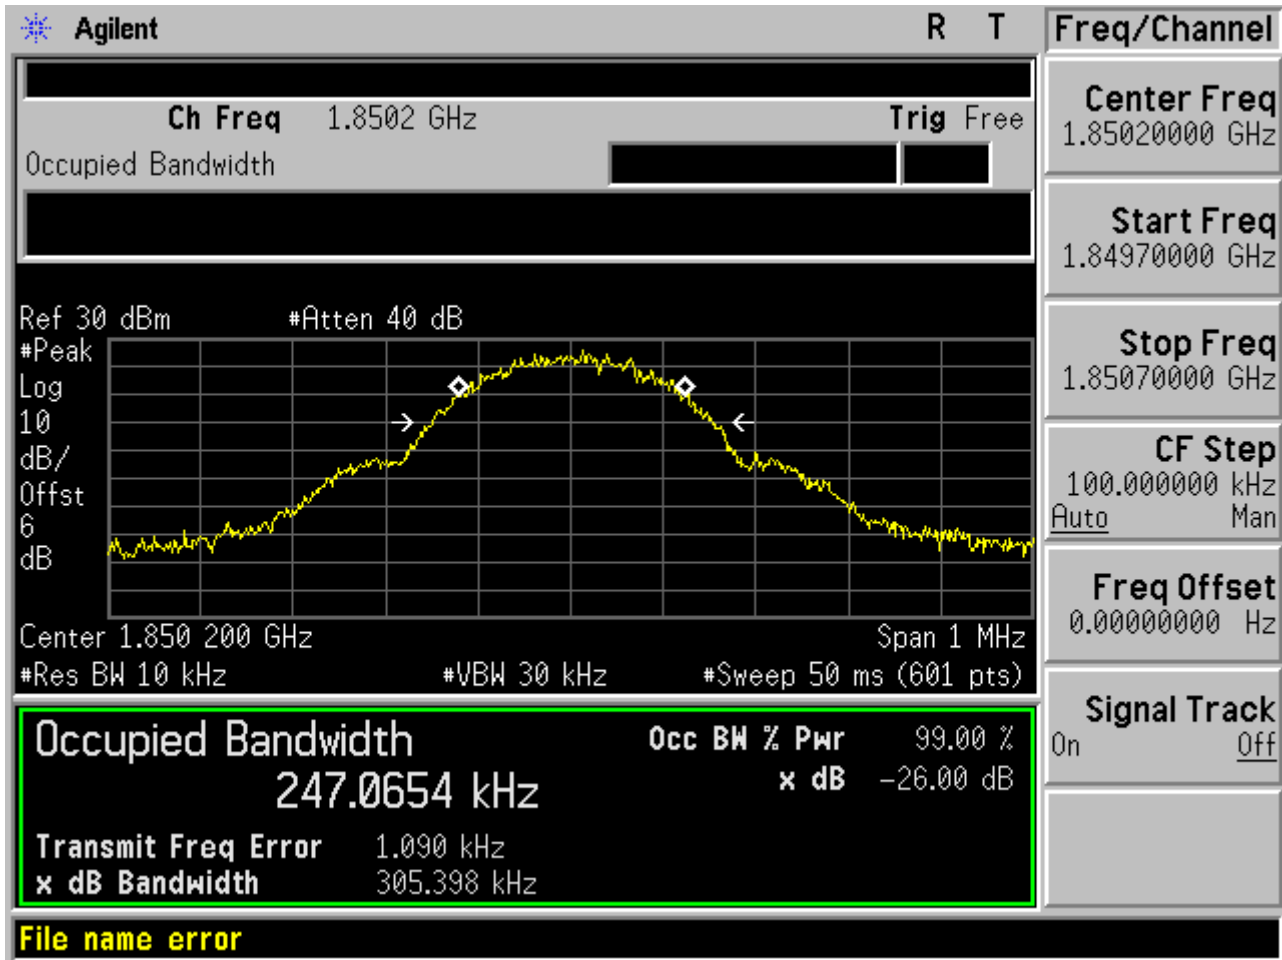 Agilent R T
Freq/Channel
Ch Freq 1.8502 GHz Trig Free
Occupied Bandwidth
Center Freq
1.85020000 GHz
Start Freq
1.84970000 GHz
Stop Freq
1.85070000 GHz
CF Step
100.000000 kHz
Auto Man
Freq Offset
0.00000000 Hz
Signal Track
On Off
Ref 30 dBm #Atten 40 dB
#Peak
Log
10
dB/
Offst
6
dB
Center 1.850 200 GHz Span 1 MHz
#Res BW 10 kHz #VBW 30 kHz #Sweep 50 ms (601 pts)
Occupied Bandwidth
247.0654 kHz
Occ BW % Pwr 99.00 %
x dB -26.00 dB
Transmit Freq Error 1.090 kHz
x dB Bandwidth 305.398 kHz
File name error